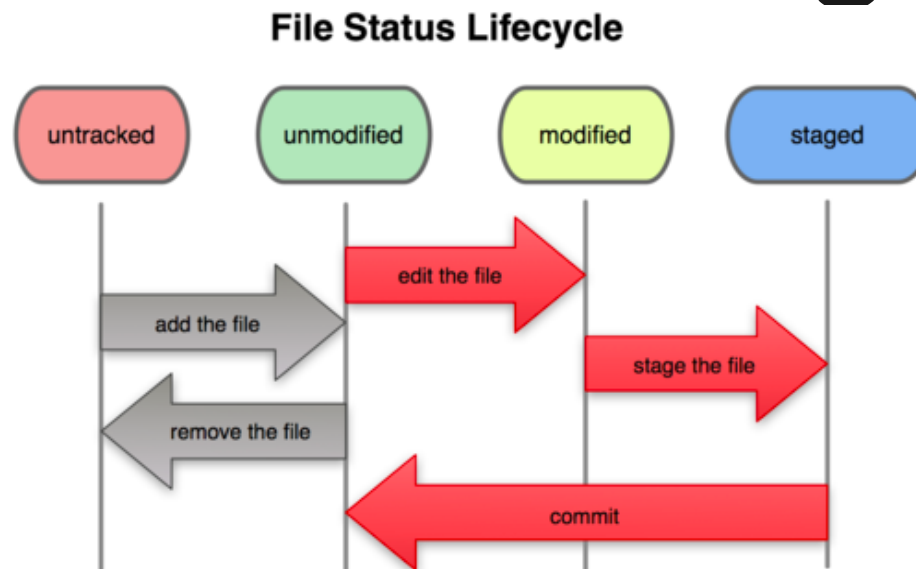 File Status Lifecycle
untracked
unmodified
modified
staged
edit the file
add the file
stage the file
remove the file
commit